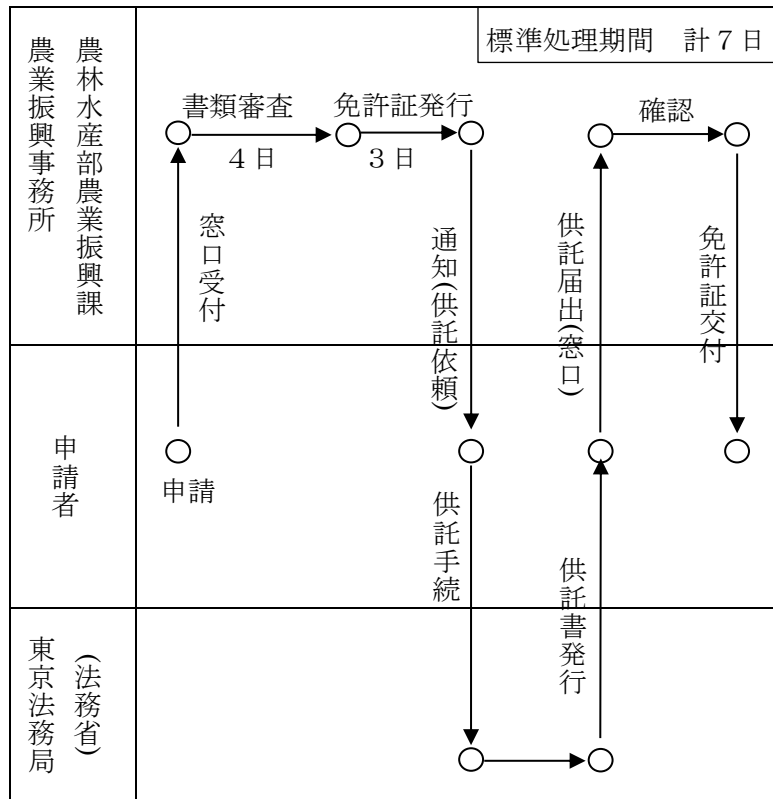 標準処理期間　計７日
農林水産部農業振興課
農業振興事務所
書類審査
４日
免許証発行
３日
確認
窓口受付
通知(供託依頼)
供託届出(窓口)
免許証交付
申請者
申請
供託手続
供託書発行
(法務省)
東京法務局